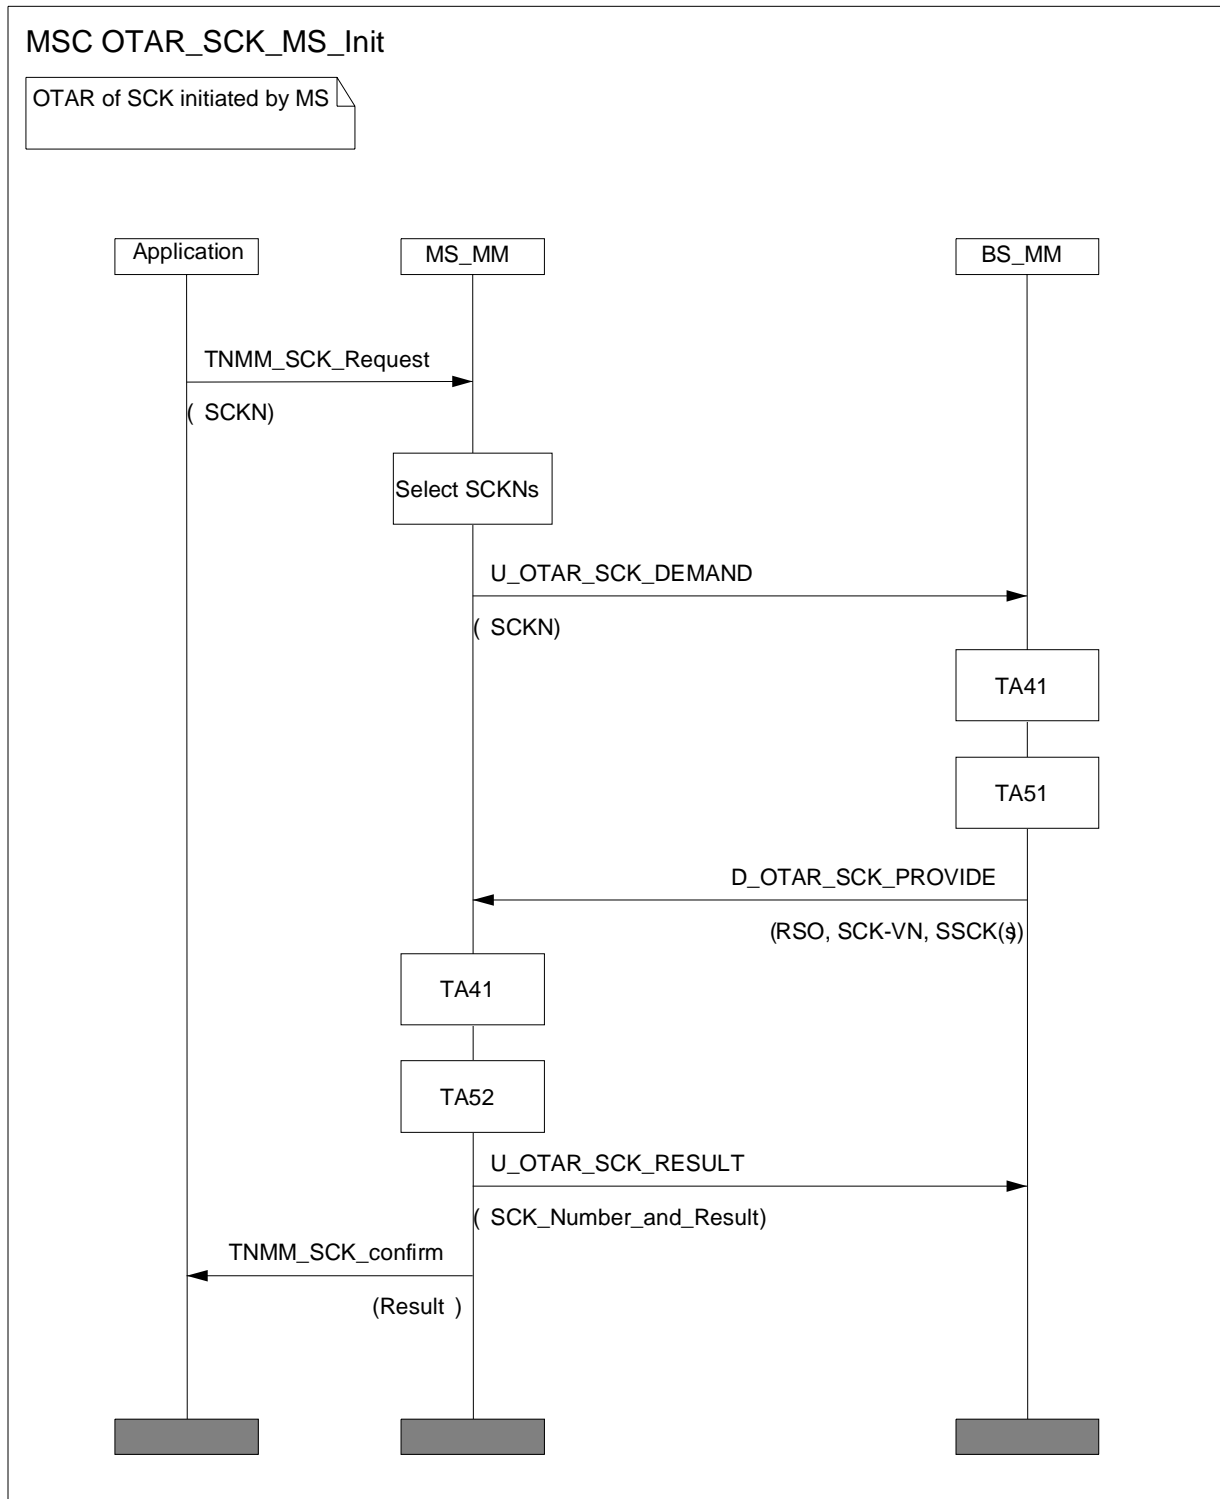 MSC OTAR_SCK_MS_Init
OTAR of SCK initiated by MS
Application
MS_MM
BS_MM
TNMM_SCK_Request
( SCKN)
Select SCKNs
U_OTAR_SCK_DEMAND
( SCKN)
TA41
TA51
D_OTAR_SCK_PROVIDE
(RSO, SCK-VN, SSCK(s))
TA41
TA52
U_OTAR_SCK_RESULT
( SCK_Number_and_Result)
TNMM_SCK_confirm
(Result )